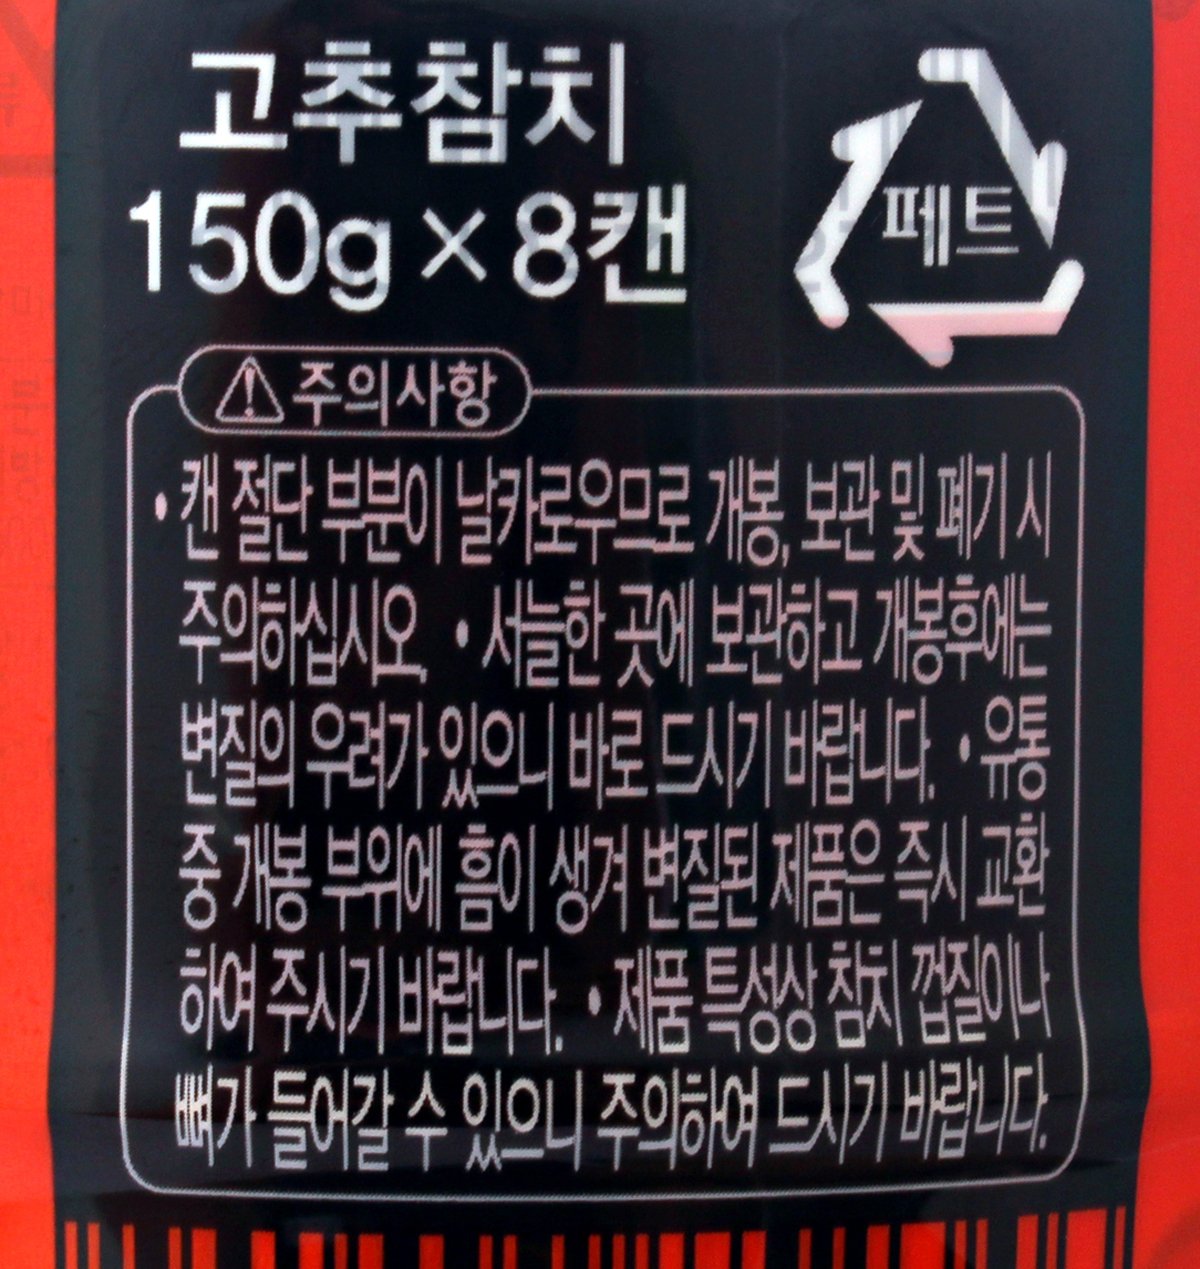 고추참치
150g × 8캔
페트
⚠ 주의사항
• 캔 절단 부분이 날카로우므로 개봉, 보관 및 폐기 시
주의하십시오. • 서늘한 곳에 보관하고 개봉후에는
변질의 우려가 있으니 바로 드시기 바랍니다. • 유통
중 개봉 부위에 흠이 생겨 변질된 제품은 즉시 교환
하여 주시기 바랍니다. • 제품 특성상 참치 껍질이나
뼈가 들어갈 수 있으니 주의하여 드시기 바랍니다.